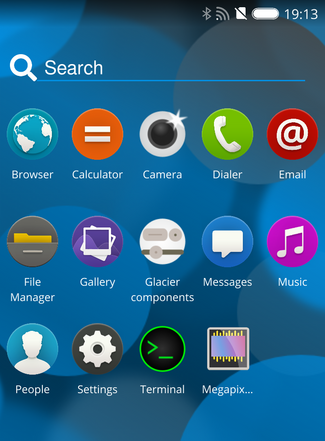 19:13
Search
Browser
Calculator
Camera
Dialer
Email
File
Manager
Gallery
Glacier
components
Messages
Music
People
Settings
Terminal
Megapix...